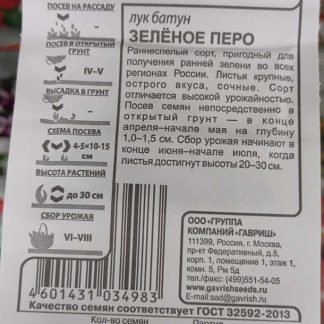 ПОСЕВ НА РАССАДУ
–
ПОСЕВ В ОТКРЫТЫЙ
ГРУНТ
IV–V
ВЫСАДКА В ГРУНТ
–
СХЕМА ПОСЕВА
4-5×10-15
СМ
ВЫСОТА РАСТЕНИЙ
до 30 см
СБОР УРОЖАЯ
VI–VIII
лук батун
ЗЕЛЁНОЕ ПЕРО
Раннеспелый сорт, пригодный для
получения ранней зелени во всех
регионах России. Листья крупные,
острого вкуса, сочные. Сорт
отличается высокой урожайностью.
Посев семян непосредственно в
открытый грунт — в конце
апреля–начале мая на глубину
1,0–1,5 см. Сбор урожая начинают в
конце июня–начале июля, когда
листья достигнут высоты 20–30 см.
ООО «ГРУППА
КОМПАНИЙ «ГАВРИШ»
111399, Россия, г. Москва,
пр-кт Федеративный, д.5,
корп. 1, помещение 1, этаж 1,
комн. 5, Рм 5д
тел./факс: (499)551-54-05
www.gavrishseeds.ru
E-mail:sad@gavrish.ru
4 601431 034983
Качество семян соответствует ГОСТ 32592-2013
Кол-во семян
Партия